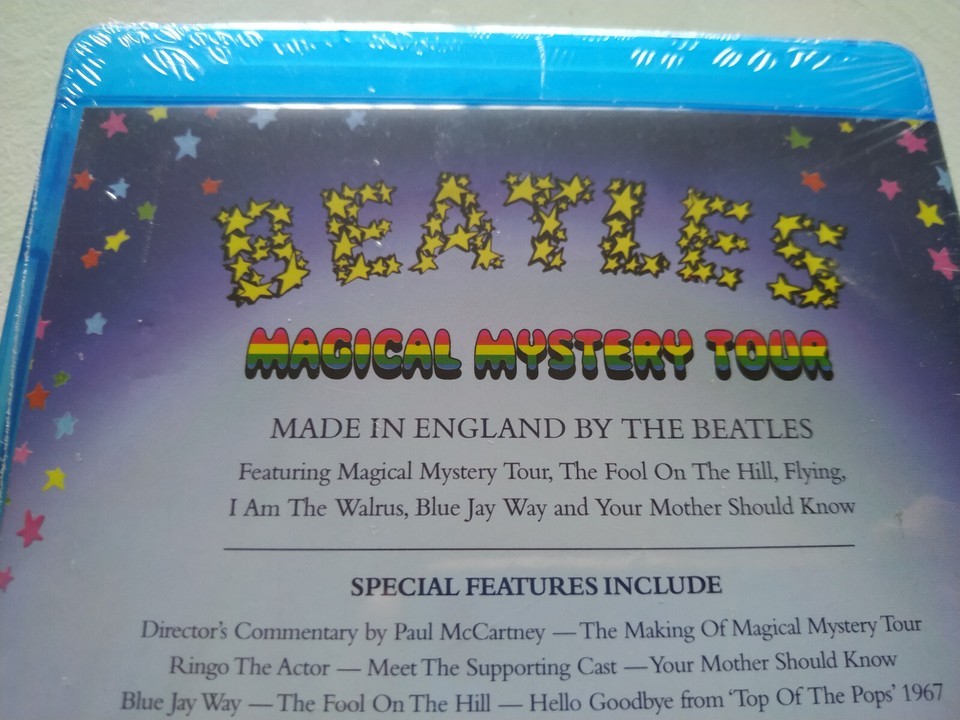 BEATLES
MAGICAL MYSTERY TOUR
MADE IN ENGLAND BY THE BEATLES
Featuring Magical Mystery Tour, The Fool On The Hill, Flying,
I Am The Walrus, Blue Jay Way and Your Mother Should Know
SPECIAL FEATURES INCLUDE
Director's Commentary by Paul McCartney — The Making Of Magical Mystery Tour
Ringo The Actor — Meet The Supporting Cast — Your Mother Should Know
Blue Jay Way — The Fool On The Hill — Hello Goodbye from ‘Top Of The Pops’ 1967